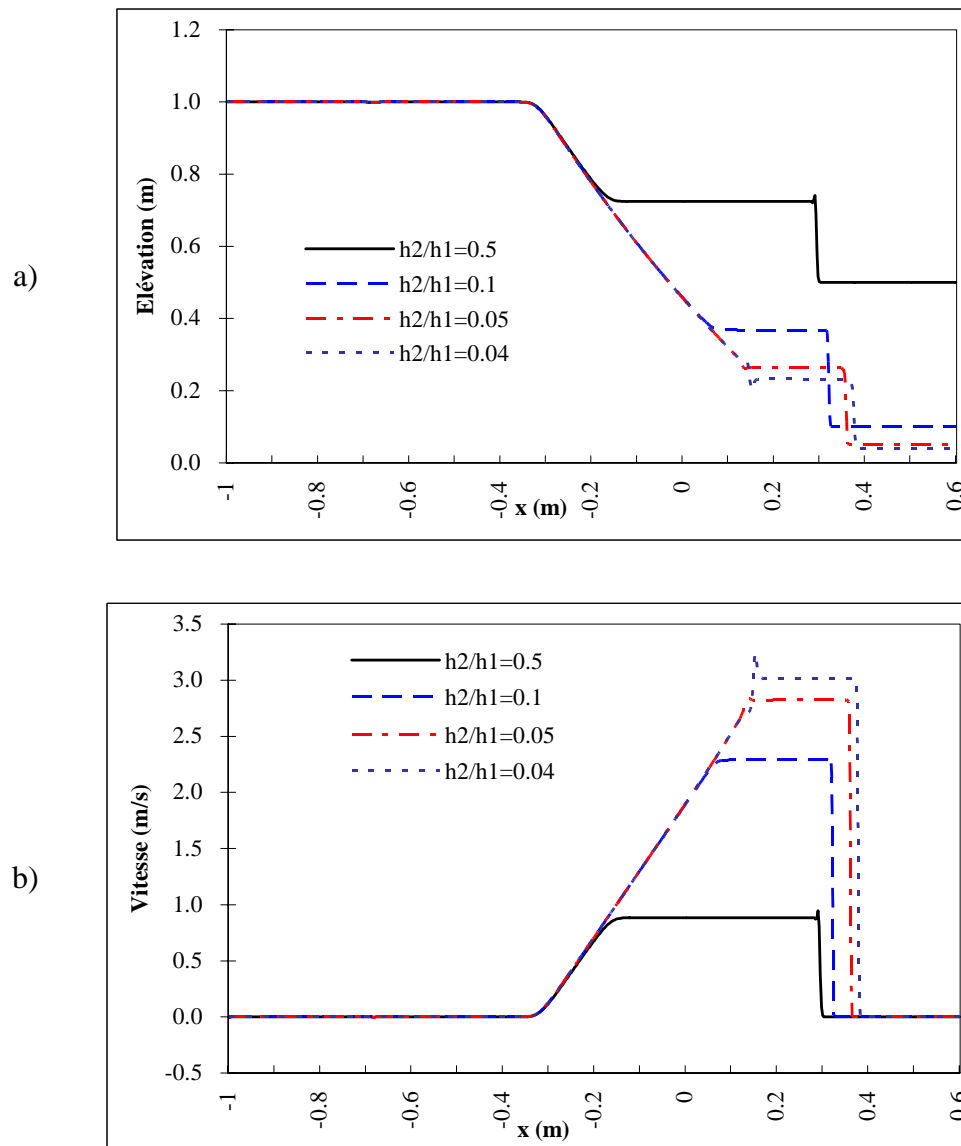 a)
Elévation (m)
1.2
1.0
0.8
0.6
0.4
0.2
0.0
h2/h1=0.5
h2/h1=0.1
h2/h1=0.05
h2/h1=0.04
-1 -0.8 -0.6 -0.4 -0.2 0 0.2 0.4 0.6
x (m)
b)
Vitesse (m/s)
3.5
3.0
2.5
2.0
1.5
1.0
0.5
0.0
-0.5
h2/h1=0.5
h2/h1=0.1
h2/h1=0.05
h2/h1=0.04
-1 -0.8 -0.6 -0.4 -0.2 0 0.2 0.4 0.6
x (m)